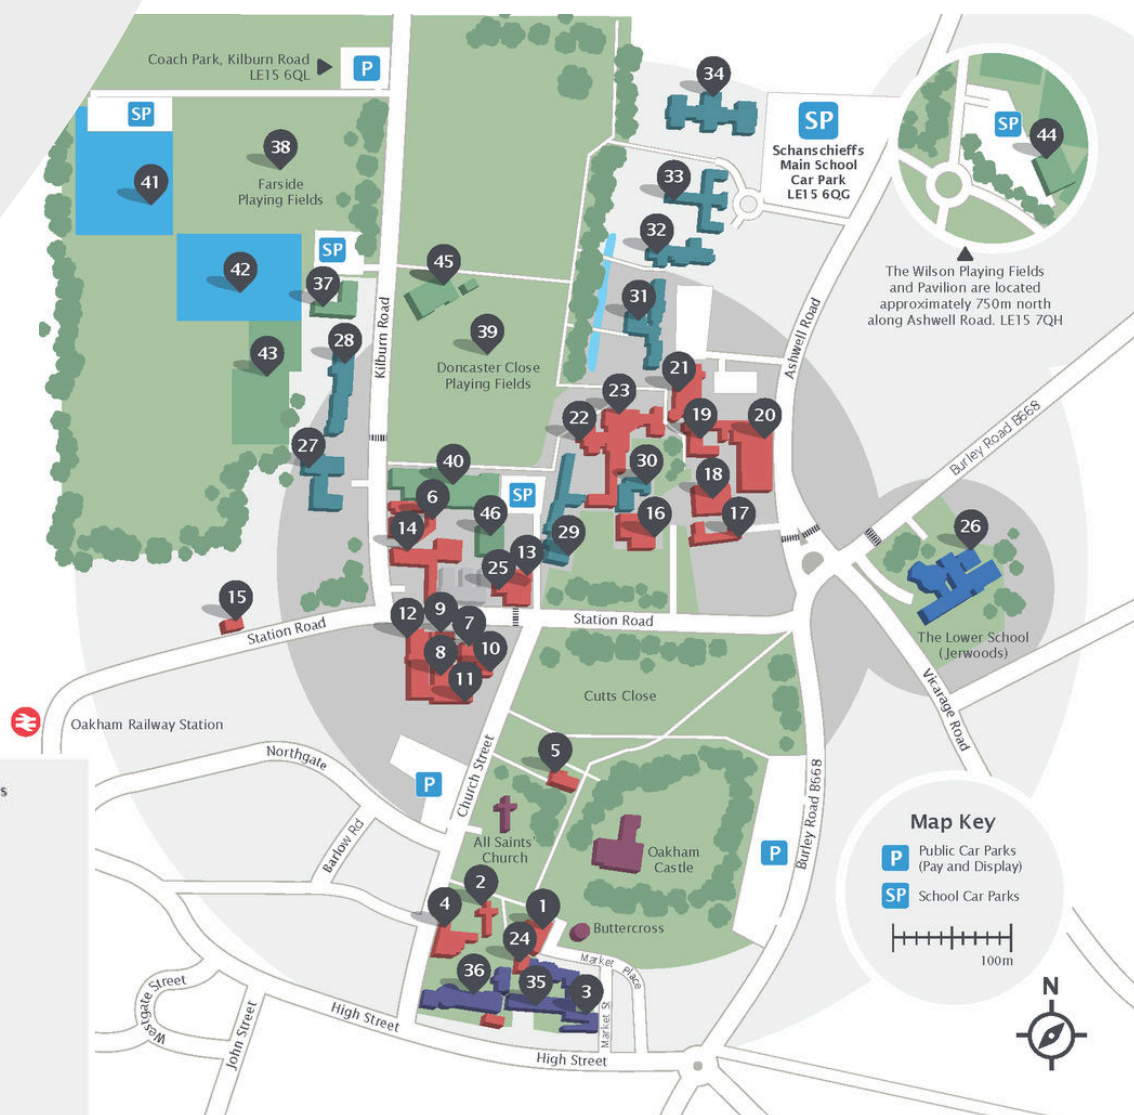 Coach Park, Kilburn Road
LE15 6QL
P
SP
34
SP
Schanschieffs
Main School
Car Park
LE15 6QG
SP
44
The Wilson Playing Fields
and Pavilion are located
approximately 750m north
along Ashwell Road. LE15 7QH
38
Farside
Playing Fields
41
33
32
SP
42
37
45
31
Kilburn Road
39
Doncaster Close
Playing Fields
Ashwell Road
43
28
21
23
22
19
20
Burley Road B668
27
40
30
18
6
SP
46
14
16
17
29
13
25
26
The Lower School
(Jerwoods)
15
Station Road
12
9
7
Station Road
8
10
11
Cutts Close
Vicarage Road
Oakham Railway Station
Northgate
5
P
Church Street
Burley Road B668
Barlow Rd
All Saints'
Church
Oakham
Castle
P
Map Key
P
Public Car Parks
(Pay and Display)
SP
School Car Parks
100m
2
4
1
Buttercross
24
Market Place
36
35
3
Market St
Westgate Street
John Street
High Street
High Street
N
s